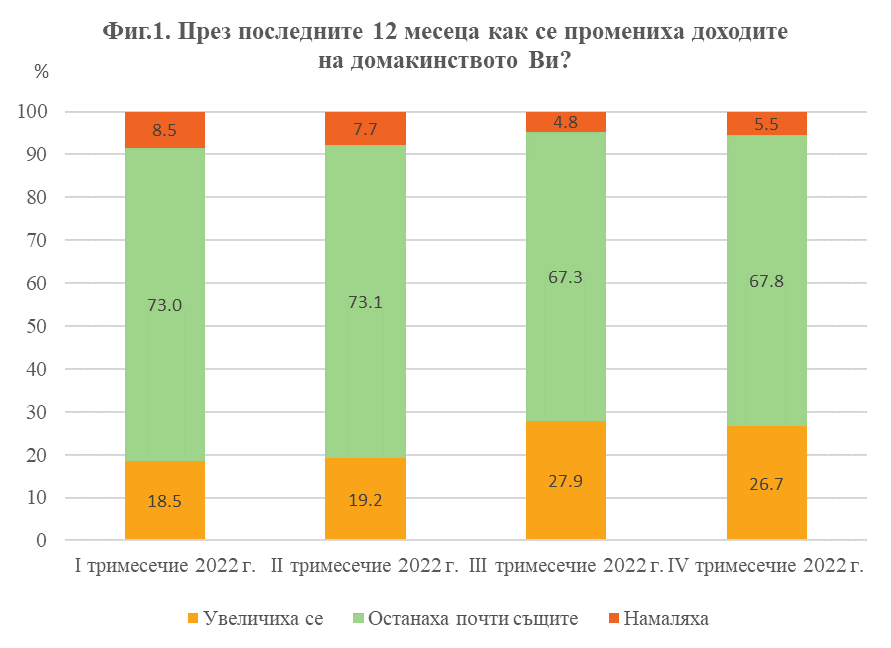 Фиг.1. През последните 12 месеца как се промениха доходите
на домакинството Ви?
%
100
90
80
70
60
50
40
30
20
10
0
8.5
7.7
4.8
5.5
73.0
73.1
67.3
67.8
18.5
19.2
27.9
26.7
I тримесечие 2022 г.
II тримесечие 2022 г.
III тримесечие 2022 г.
IV тримесечие 2022 г.
Увеличиха се
Останаха почти същите
Намаляха